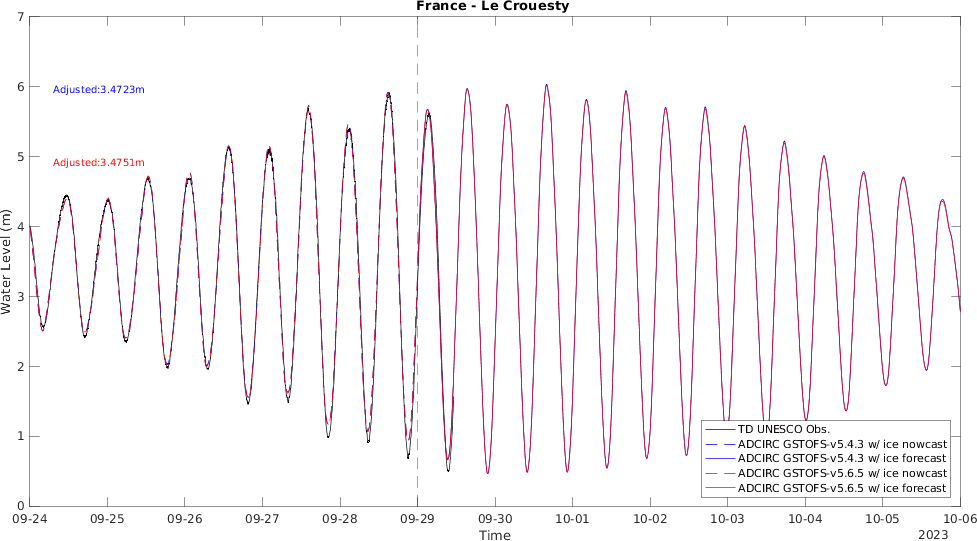 France - Le Crouesty
7
6
5
4
3
2
1
0
Water Level (m)
Adjusted:3.4723m
Adjusted:3.4751m
TD UNESCO Obs.
ADCIRC GSTOFS-v5.4.3 w/ ice nowcast
ADCIRC GSTOFS-v5.4.3 w/ ice forecast
ADCIRC GSTOFS-v5.6.5 w/ ice nowcast
ADCIRC GSTOFS-v5.6.5 w/ ice forecast
09-24 09-25 09-26 09-27 09-28 09-29 09-30 10-01 10-02 10-03 10-04 10-05 10-06
Time
2023